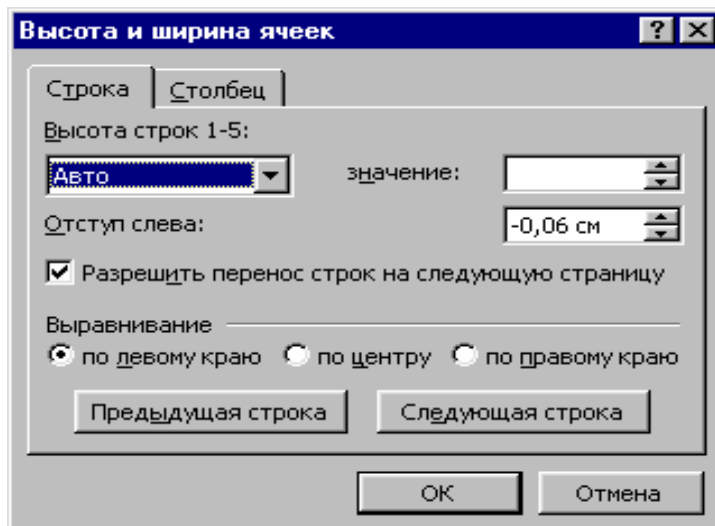 Высота и ширина ячеек
Строка Столбец
Высота строк 1-5:
Авто значение:
Отступ слева: -0,06 см
Разрешить перенос строк на следующую страницу
Выравнивание
по левому краю по центру по правому краю
Предыдущая строка Следующая строка
ОК Отмена